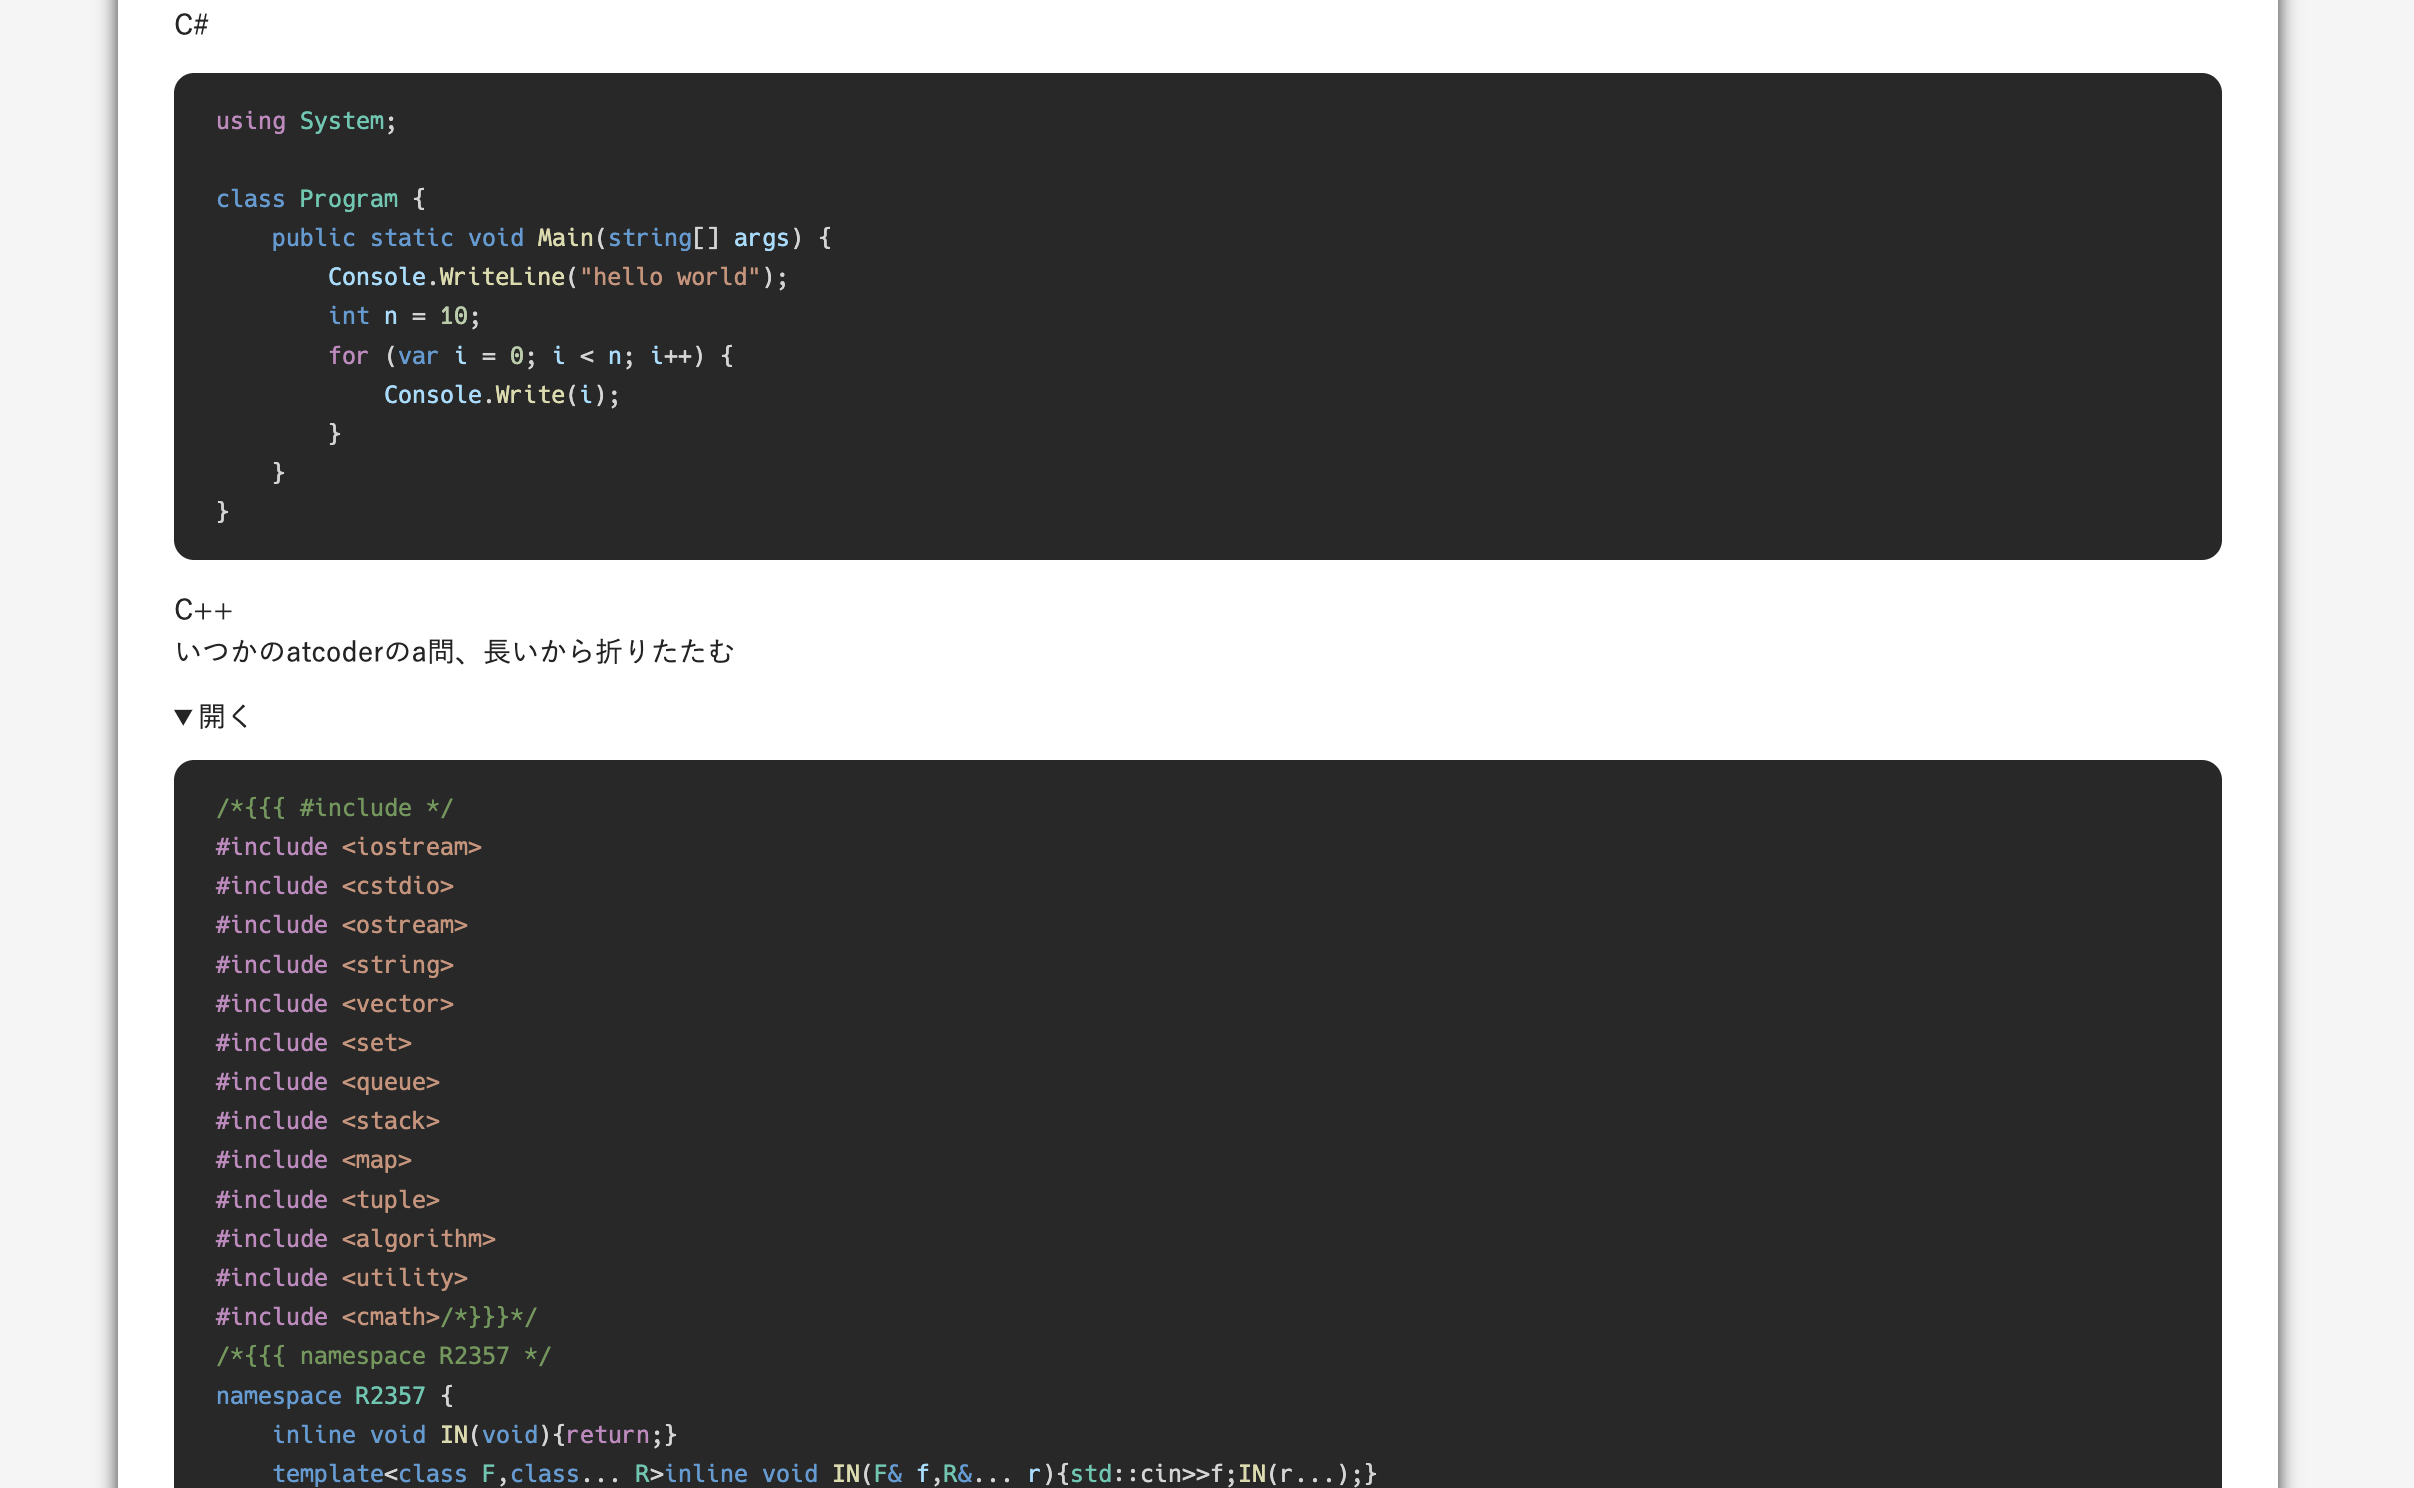 C#
using System;
class Program {
    public static void Main(string[] args) {
        Console.WriteLine("hello world");
        int n = 10;
        for (var i = 0; i < n; i++) {
            Console.Write(i);
        }
    }
}
C++
いつかのatcoderのa問、長いから折りたたむ
▼開く
/*{{{ #include */
#include <iostream>
#include <cstdio>
#include <ostream>
#include <string>
#include <vector>
#include <set>
#include <queue>
#include <stack>
#include <map>
#include <tuple>
#include <algorithm>
#include <utility>
#include <cmath>/*}}}*/
/*{{{ namespace R2357 */
namespace R2357 {
    inline void IN(void){return;}
    template<class F,class... R>inline void IN(F& f,R&... r){std::cin>>f;IN(r...);}